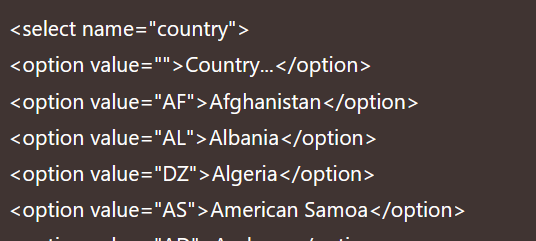 <select name="country">
<option value="">Country...</option>
<option value="AF">Afghanistan</option>
<option value="AL">Albania</option>
<option value="DZ">Algeria</option>
<option value="AS">American Samoa</option>